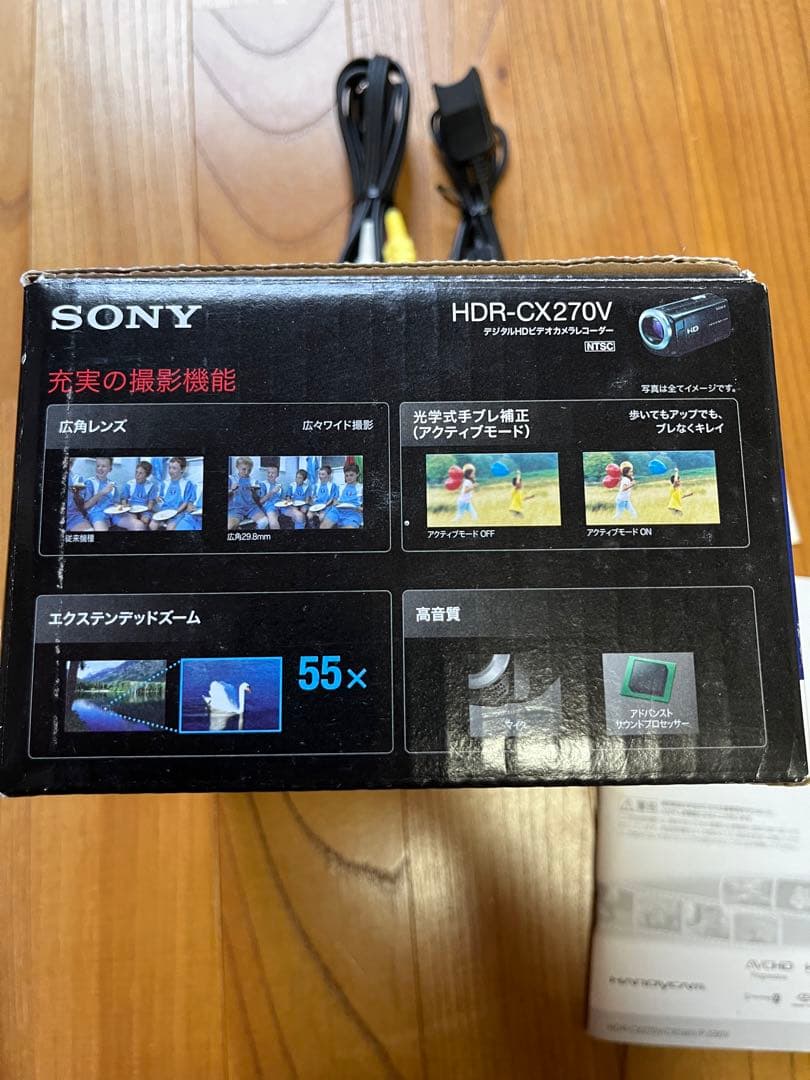 SONY
HDR-CX270V
デジタルHDビデオカメラレコーダー
NTSC
HD
充実の撮影機能
写真は全てイメージです。
広角レンズ
広々ワイド撮影
従来機種
広角29.8mm
光学式手ブレ補正
(アクティブモード)
歩いてもアップでも、
ブレなくキレイ
アクティブモード OFF
アクティブモード ON
エクステンデッドズーム
55×
高音質
マイク
アドバンスト
サウンドプロセッサー
AVCHD
HANDYCAM